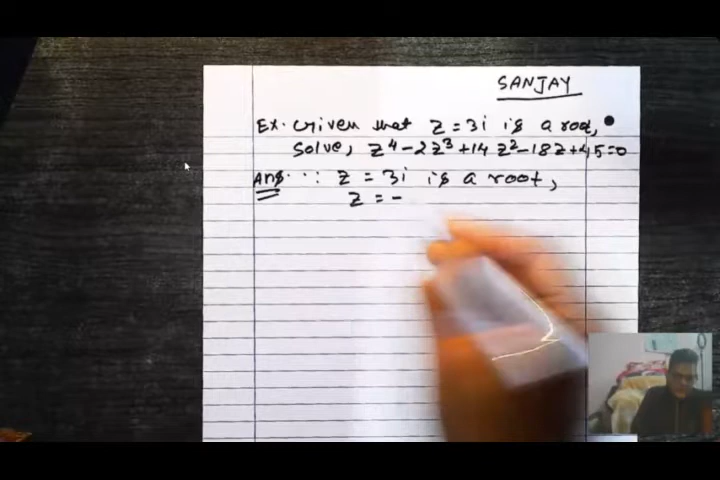 SANJAY
Ex. Given that z = 3i is a root,
Solve, z⁴-2z³+14z²-18z+45=0
Ans. ∵ z = 3i is a root,
z = -